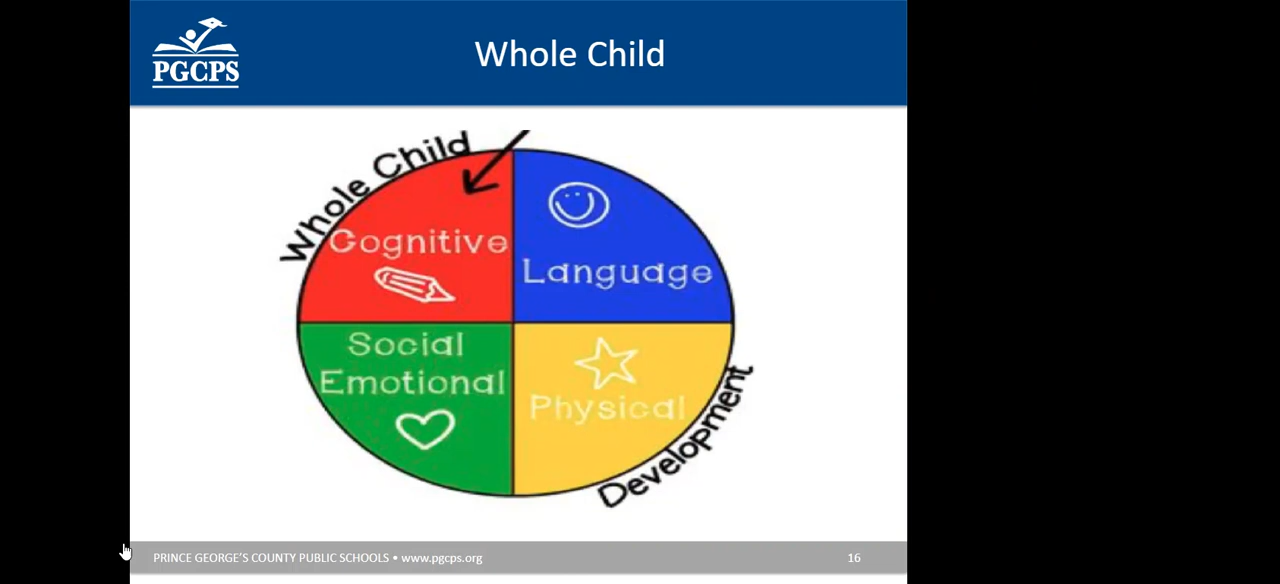 PGCPS
Whole Child
Whole Child
Cognitive
Language
Social
Emotional
Physical
Development
PRINCE GEORGE'S COUNTY PUBLIC SCHOOLS • www.pgcps.org
16